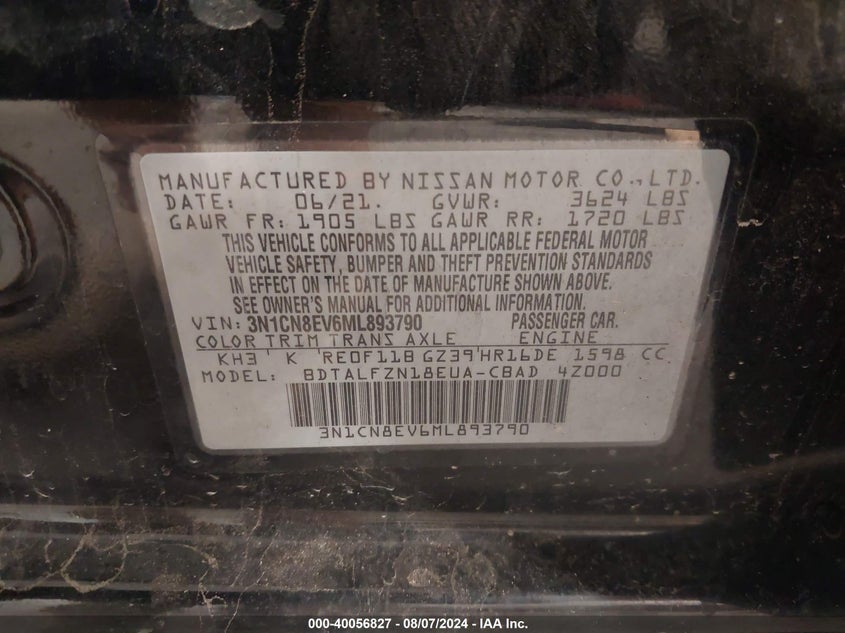 MANUFACTURED BY NISSAN MOTOR CO., LTD.
DATE: 06/21. GVWR: 3624 LBS
GAWR FR: 1905 LBS GAWR RR: 1720 LBS
THIS VEHICLE CONFORMS TO ALL APPLICABLE FEDERAL MOTOR
VEHICLE SAFETY, BUMPER AND THEFT PREVENTION STANDARDS
IN EFFECT ON THE DATE OF MANUFACTURE SHOWN ABOVE.
SEE OWNER'S MANUAL FOR ADDITIONAL INFORMATION.
VIN: 3N1CN8EV6ML893790 PASSENGER CAR.
COLOR TRIM TRANS AXLE ENGINE
KH3 ' K ' RE0F11B GZ39'HR16DE 1598 CC
MODEL: BDTALFZN18EUA-CBAD 4Z000
3N1CN8EV6ML893790
000-40056827 - 08/07/2024 - IAA Inc.